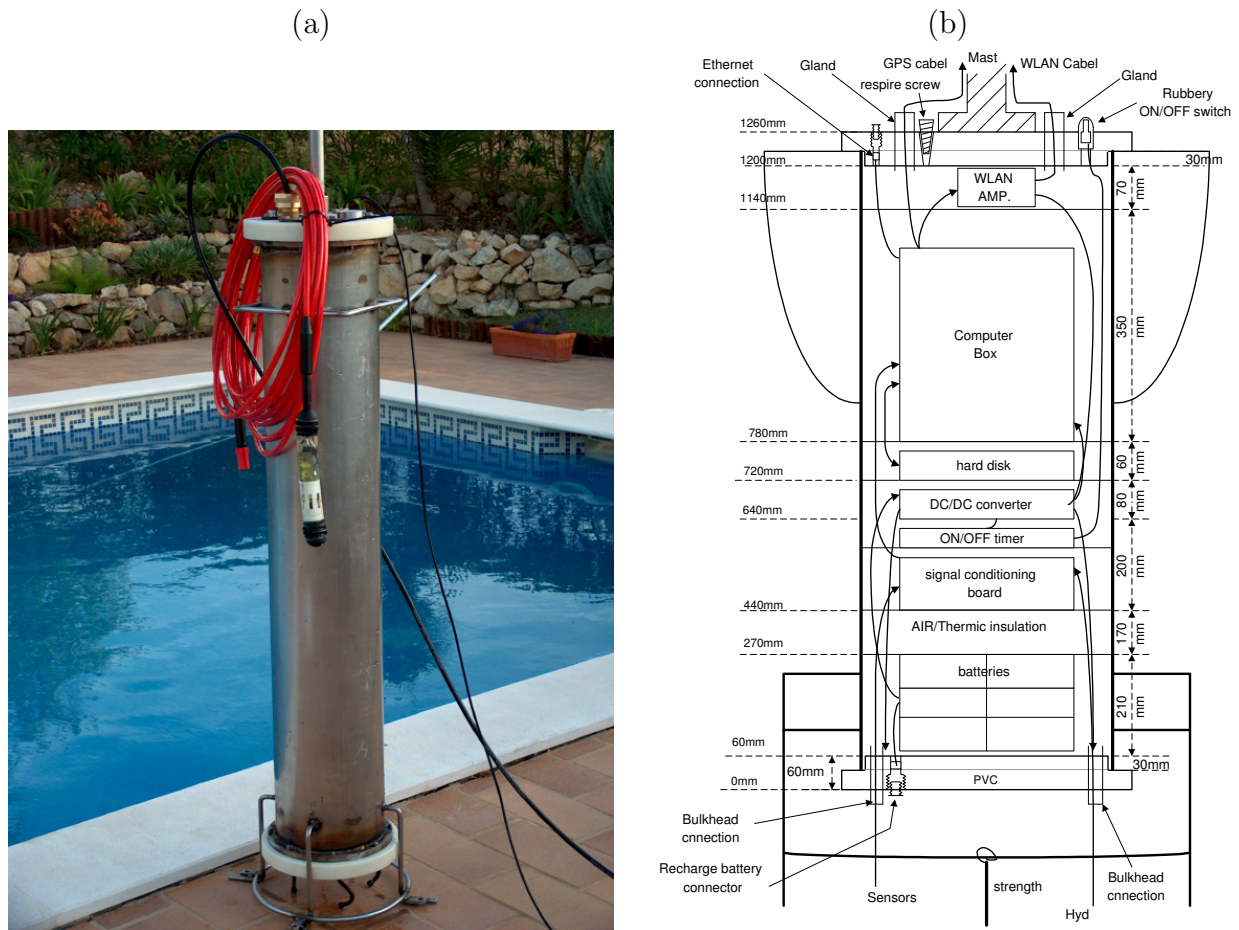 (a)
(b)
Ethernet
connection
Gland
GPS cabel
respire screw
Mast
WLAN Cabel
Gland
Rubbery
ON/OFF switch
1260mm
1200mm
30mm
WLAN
AMP.
70
mm
1140mm
Computer
Box
350
mm
780mm
hard disk
60
mm
720mm
DC/DC converter
80
mm
640mm
ON/OFF timer
signal conditioning
board
200
mm
440mm
AIR/Thermic insulation
170
mm
270mm
batteries
210
mm
60mm
60mm
30mm
0mm
PVC
Bulkhead
cnnection
Recharge battery
connector
Sensors
strength
Hyd
Bulkhead
cnnection